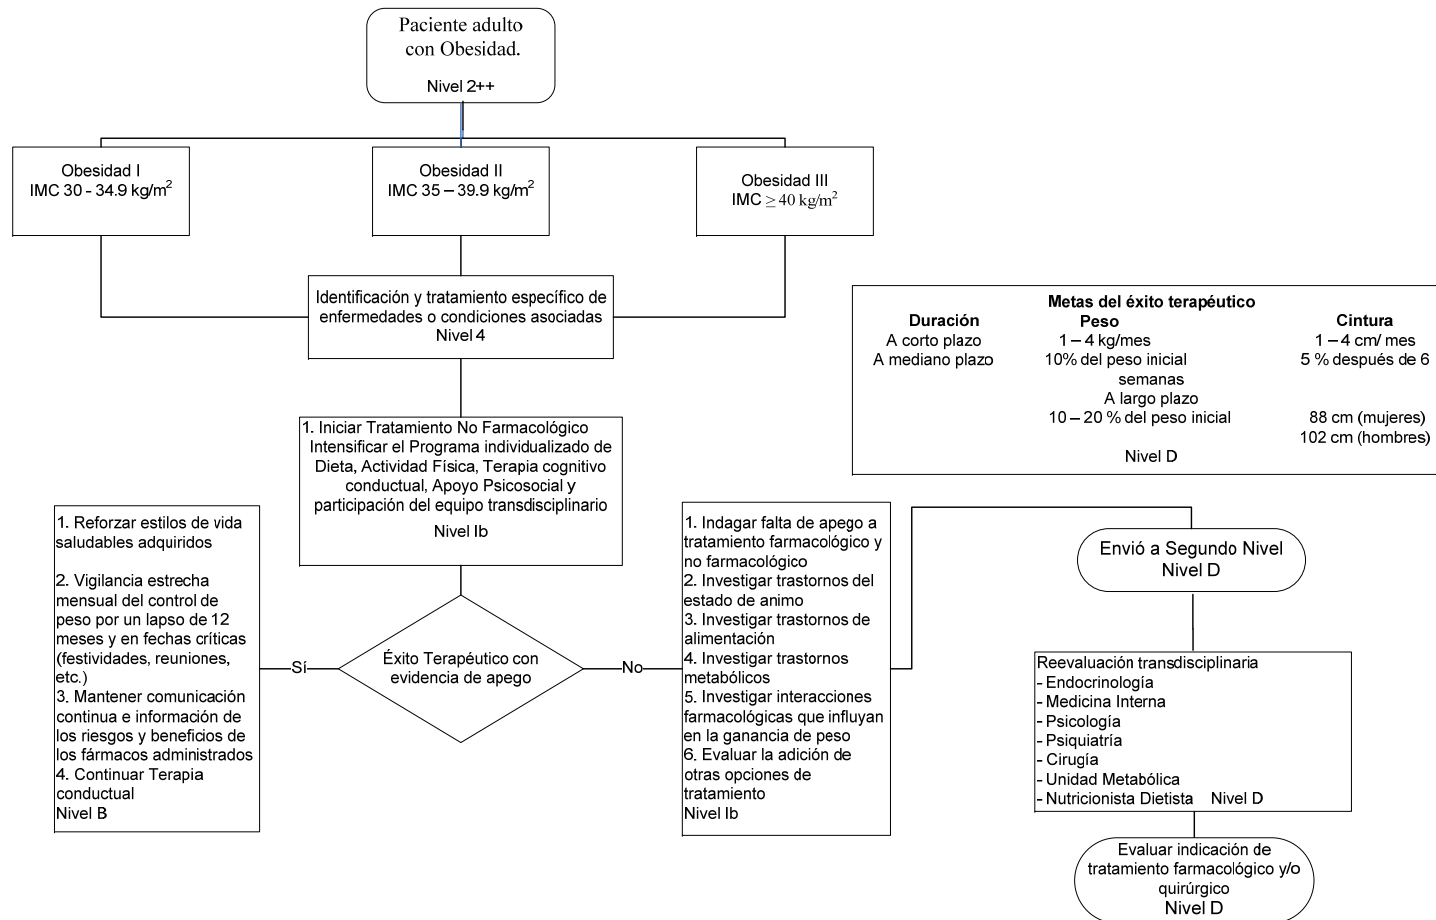 Paciente adulto
con Obesidad.
Nivel 2++
Obesidad I
IMC 30 - 34.9 kg/m²
Obesidad II
IMC 35 – 39.9 kg/m²
Obesidad III
IMC ≥ 40 kg/m²
Identificación y tratamiento específico de
enfermedades o condiciones asociadas
Nivel 4
Metas del éxito terapéutico
Duración Peso Cintura
A corto plazo 1 – 4 kg/mes 1 – 4 cm/ mes
A mediano plazo 10% del peso inicial 5 % después de 6
semanas
A largo plazo
10 – 20 % del peso inicial 88 cm (mujeres)
102 cm (hombres)
Nivel D
1. Iniciar Tratamiento No Farmacológico
Intensificar el Programa individualizado de
Dieta, Actividad Física, Terapia cognitivo
conductual, Apoyo Psicosocial y
participación del equipo transdisciplinario
Nivel Ib
Éxito Terapéutico con
evidencia de apego
Sí
1. Reforzar estilos de vida
saludables adquiridos
2. Vigilancia estrecha
mensual del control de
peso por un lapso de 12
meses y en fechas críticas
(festividades, reuniones,
etc.)
3. Mantener comunicación
continua e información de
los riesgos y beneficios de
los fármacos administrados
4. Continuar Terapia
conductual
Nivel B
No
1. Indagar falta de apego a
tratamiento farmacológico y
no farmacológico
2. Investigar trastornos del
estado de animo
3. Investigar trastornos de
alimentación
4. Investigar trastornos
metabólicos
5. Investigar interacciones
farmacológicas que influyan
en la ganancia de peso
6. Evaluar la adición de
otras opciones de
tratamiento
Nivel Ib
Envió a Segundo Nivel
Nivel D
Reevaluación transdisciplinaria
- Endocrinología
- Medicina Interna
- Psicología
- Psiquiatría
- Cirugía
- Unidad Metabólica
- Nutricionista Dietista Nivel D
Evaluar indicación de
tratamiento farmacológico y/o
quirúrgico
Nivel D